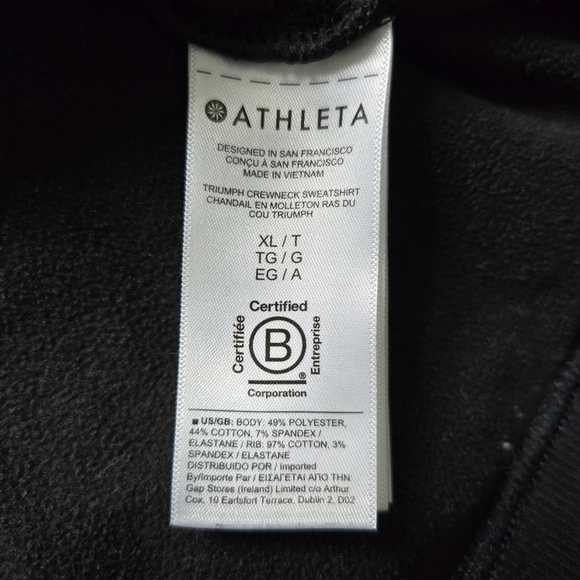 ATHLETA
DESIGNED IN SAN FRANCISCO
CONÇU À SAN FRANCISCO
MADE IN VIETNAM
TRIUMPH CREWNECK SWEATSHIRT
CHANDAIL EN MOLLETON RAS DU
COU TRIUMPH
XL / T
TG / G
EG / A
Certified
Certifiée
B
Entreprise
®
Corporation
■ US/GB: BODY: 49% POLYESTER,
44% COTTON, 7% SPANDEX /
ELASTANE / RIB: 97% COTTON, 3%
SPANDEX / ELASTANE
DISTRIBUIDO POR / Imported
By/Importe Par / ΕΙΣΑΓΕΤΑΙ ΑΠΟ ΤΗΝ:
Gap Stores (Ireland) Limited c/o Arthur
Cox, 10 Earlsfort Terrace, Dublin 2, D02